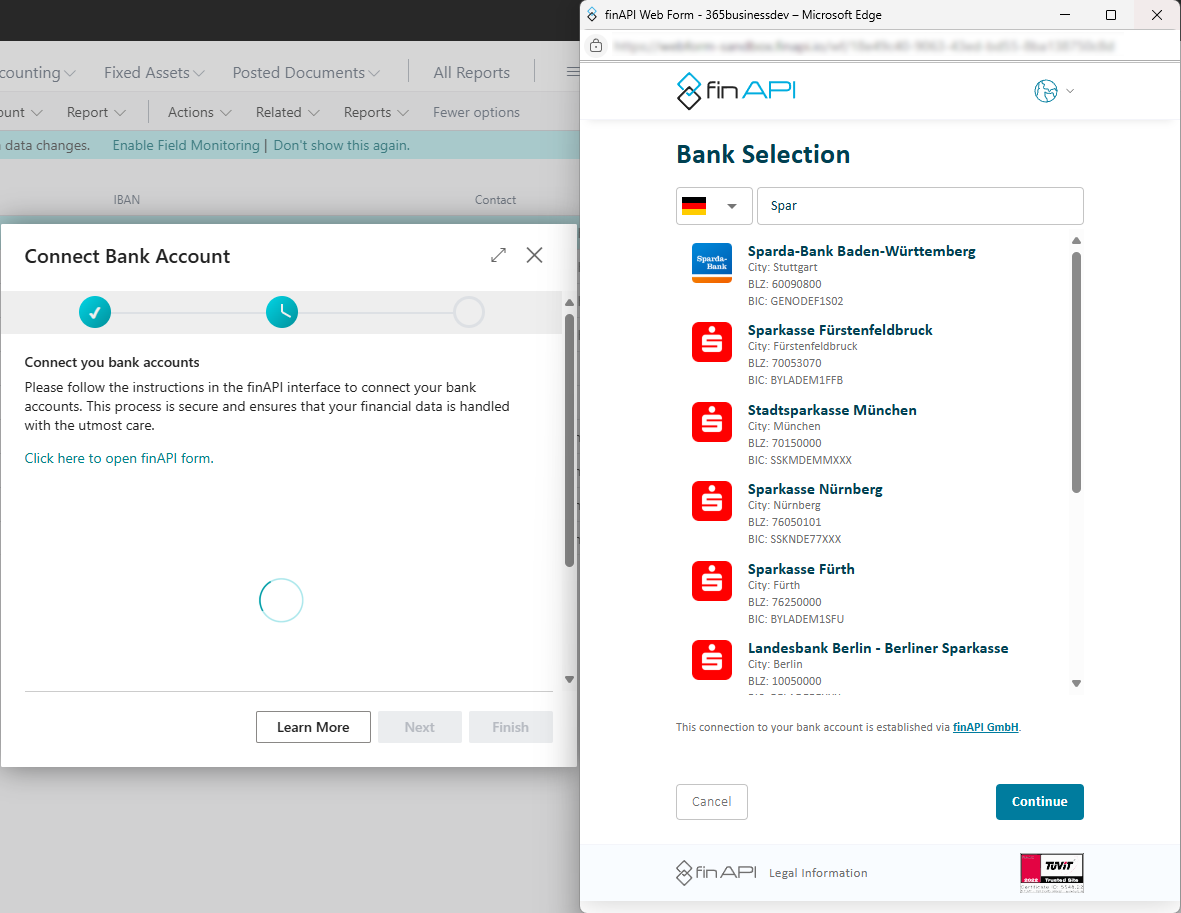 counting
Fixed Assets
Posted Documents
All Reports
ount
Report
Actions
Related
Reports
Fewer options
data changes.
Enable Field Monitoring | Don't show this again.
IBAN
Contact
Connect Bank Account
Connect you bank accounts
Please follow the instructions in the finAPI interface to connect your bank
accounts. This process is secure and ensures that your financial data is handled
with the utmost care.
Click here to open finAPI form.
Learn More
Next
Finish
finAPI Web Form - 365businessdev – Microsoft Edge
finAPI
Bank Selection
Spar
Sparda-
Bank
Sparda-Bank Baden-Württemberg
City: Stuttgart
BLZ: 60090800
BIC: GENODEF1S02
Sparkasse Fürstenfeldbruck
City: Fürstenfeldbruck
BLZ: 70053070
BIC: BYLADEM1FFB
Stadtsparkasse München
City: München
BLZ: 70150000
BIC: SSKMDEMMXXX
Sparkasse Nürnberg
City: Nürnberg
BLZ: 76050101
BIC: SSKNDE77XXX
Sparkasse Fürth
City: Fürth
BLZ: 76250000
BIC: BYLADEM1SFU
Landesbank Berlin - Berliner Sparkasse
City: Berlin
BLZ: 10050000
This connection to your bank account is established via finAPI GmbH.
Cancel
Continue
finAPI
Legal Information
TÜViT
2022 Trusted Site